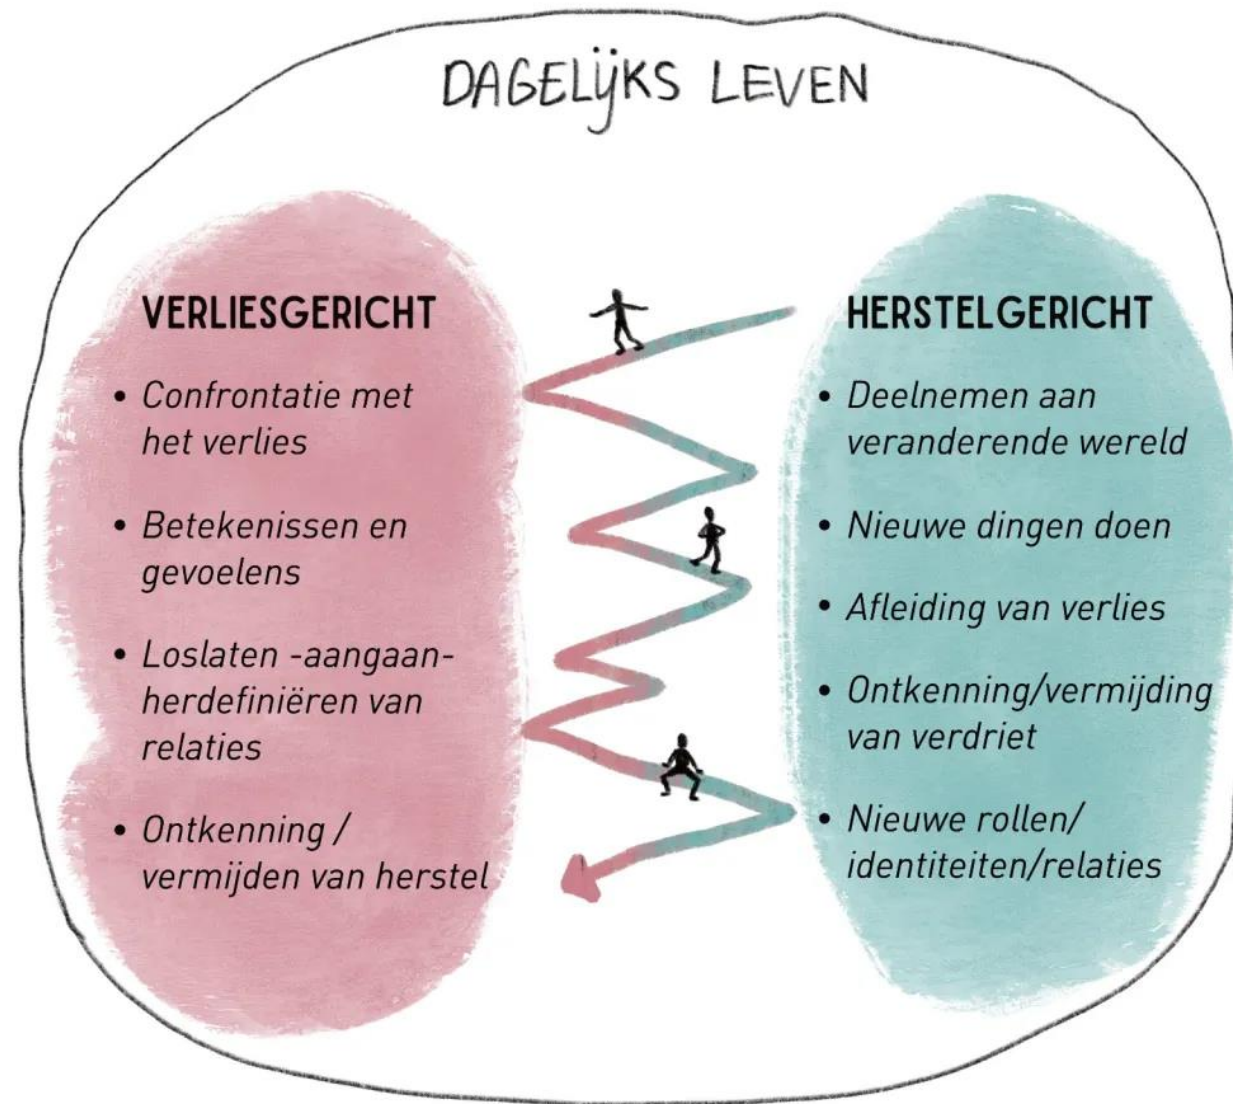 DAGELIJKS LEVEN
VERLIESGERICHT
• Confrontatie met
het verlies
• Betekenissen en
gevoelens
• Loslaten -aangaan-
herdefiniëren van
relaties
• Ontkenning /
vermijden van herstel
HERSTELGERICHT
• Deelnemen aan
veranderende wereld
• Nieuwe dingen doen
• Afleiding van verlies
• Ontkenning/vermijding
van verdriet
• Nieuwe rollen/
identiteiten/relaties